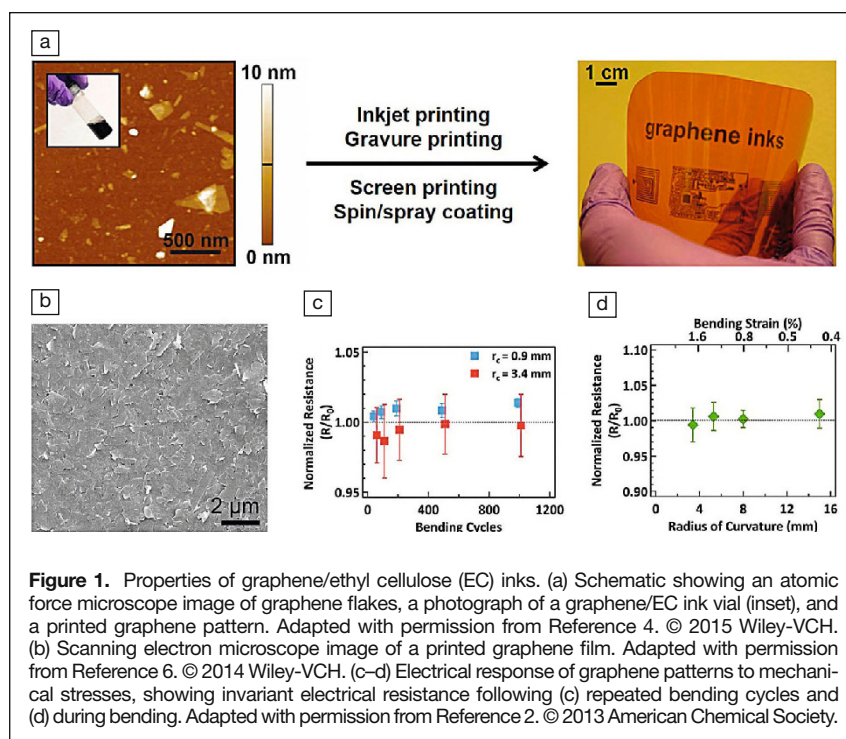 a
10 nm
500 nm
0 nm
Inkjet printing
Gravure printing
Screen printing
Spin/spray coating
1 cm
graphene inks
b
2 µm
c
Normalized Resistance
(R/R₀)
1.05
1.00
0.95
r꜀ = 0.9 mm
r꜀ = 3.4 mm
0 400 800 1200
Bending Cycles
d
Bending Strain (%)
1.6 0.8 0.5 0.4
Normalized Resistance
(R/R₀)
1.10
1.05
1.00
0.95
0.90
0 4 8 12 16
Radius of Curvature (mm)
Figure 1. Properties of graphene/ethyl cellulose (EC) inks. (a) Schematic showing an atomic
force microscope image of graphene flakes, a photograph of a graphene/EC ink vial (inset), and
a printed graphene pattern. Adapted with permission from Reference 4. © 2015 Wiley-VCH.
(b) Scanning electron microscope image of a printed graphene film. Adapted with permission
from Reference 6. © 2014 Wiley-VCH. (c–d) Electrical response of graphene patterns to mechani-
cal stresses, showing invariant electrical resistance following (c) repeated bending cycles and
(d) during bending. Adapted with permission from Reference 2. © 2013 American Chemical Society.